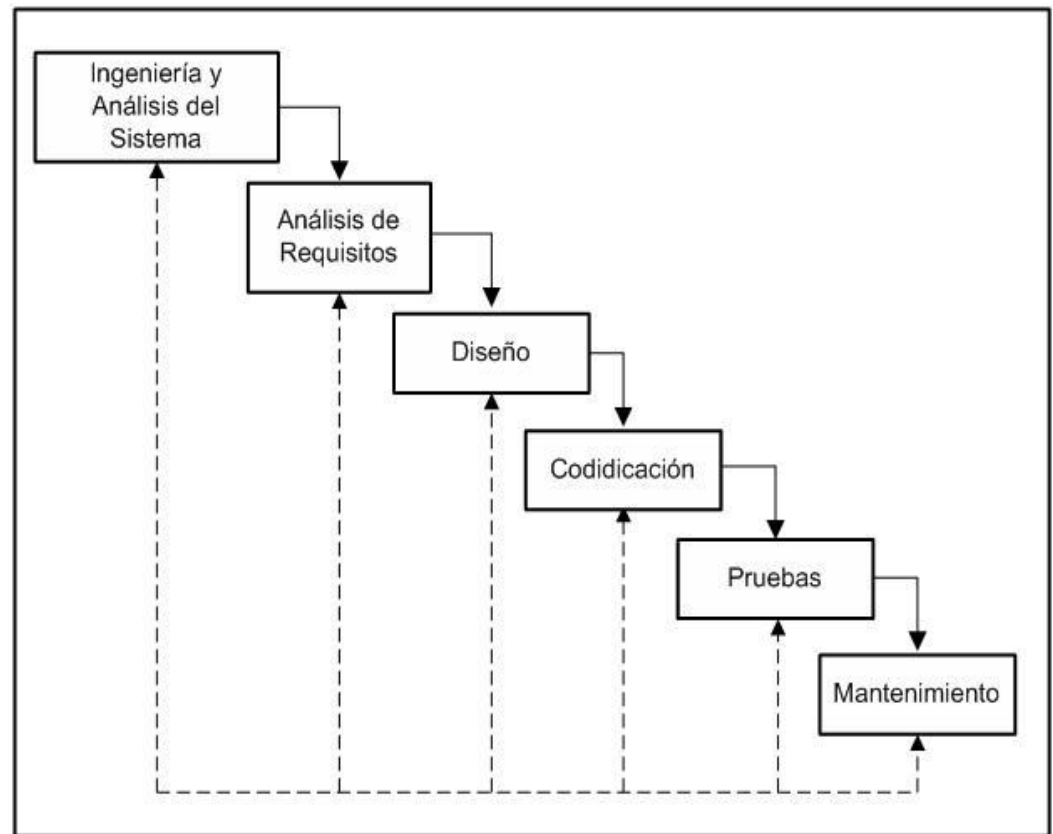 Ingeniería y
Análisis del
Sistema
Análisis de
Requisitos
Diseño
Codidicación
Pruebas
Mantenimiento